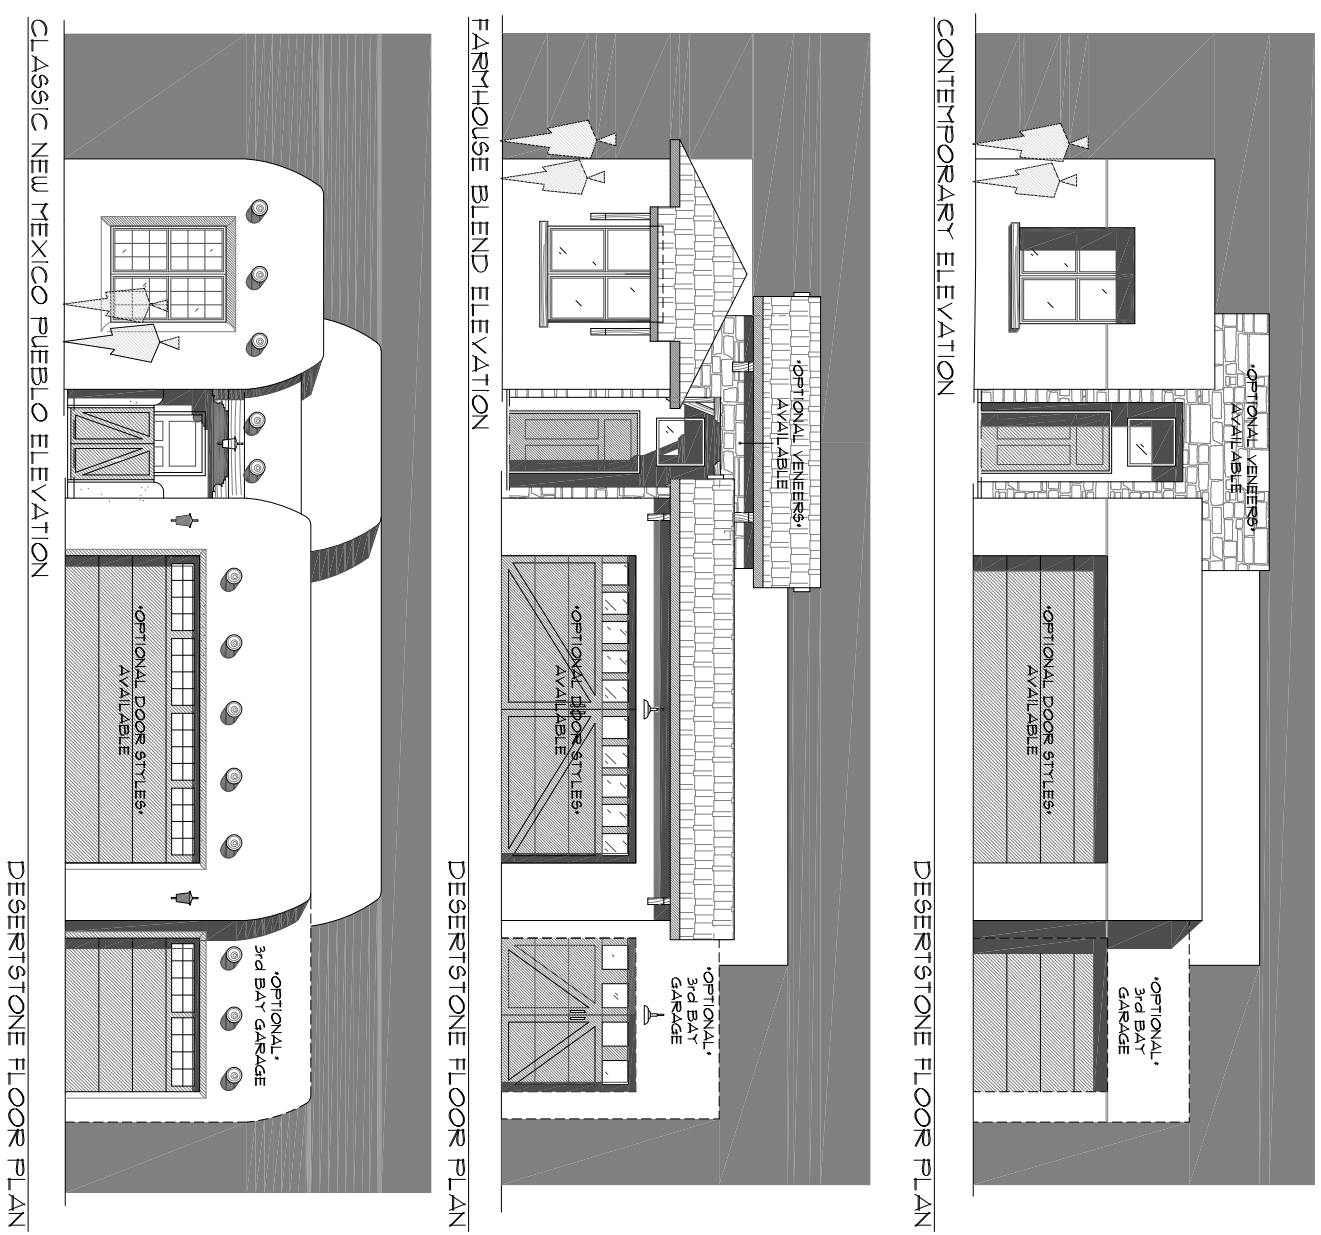 *OPTIONAL VENEERS*
AVAILABLE
*OPTIONAL DOOR STYLES*
AVAILABLE
*OPTIONAL*
3rd BAY
GARAGE
CONTEMPORARY ELEVATION
DESERTSTONE FLOOR PLAN
*OPTIONAL VENEERS*
AVAILABLE
*OPTIONAL DOOR STYLES*
AVAILABLE
*OPTIONAL*
3rd BAY
GARAGE
FARMHOUSE BLEND ELEVATION
DESERTSTONE FLOOR PLAN
*OPTIONAL DOOR STYLES*
AVAILABLE
*OPTIONAL*
3rd BAY GARAGE
CLASSIC NEW MEXICO PUEBLO ELEVATION
DESERTSTONE FLOOR PLAN